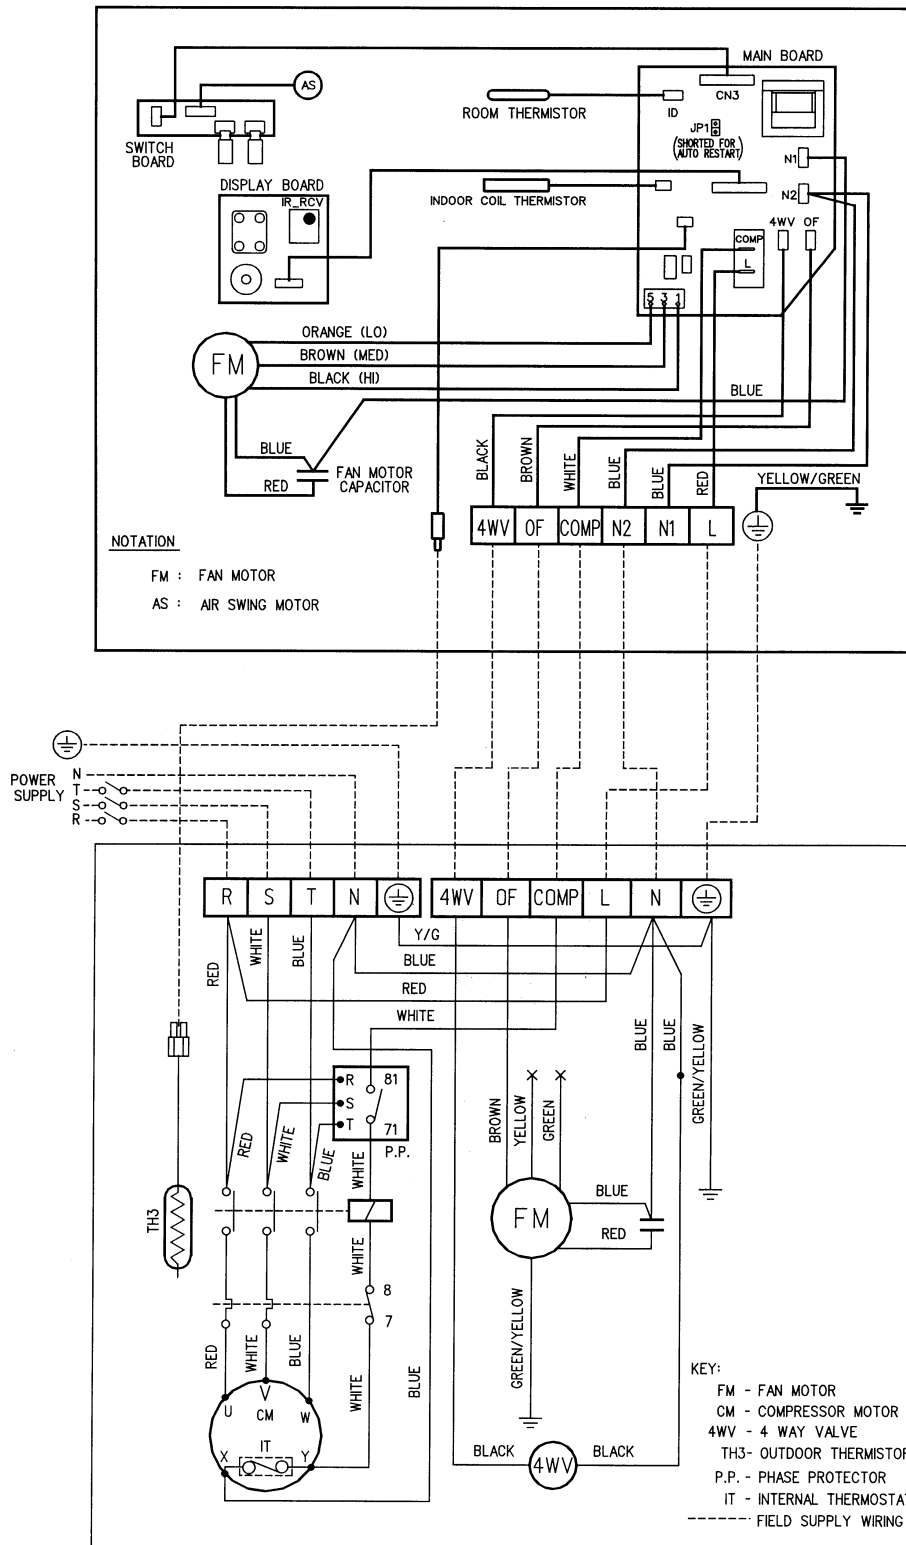 MAIN BOARD
AS
CN3
ROOM THERMISTOR
ID
JP1
(SHORTED FOR
AUTO RESTART)
SWITCH
BOARD
N1
DISPLAY BOARD
IR_RCV
INDOOR COIL THERMISTOR
N2
4WV OF
COMP
L
5 3 1
ORANGE (LO)
FM
BROWN (MED)
BLACK (HI)
BLUE
BLUE
RED
FAN MOTOR
CAPACITOR
BLACK
BROWN
WHITE
BLUE
BLUE
RED
YELLOW/GREEN
4WV OF COMP N2 N1 L
NOTATION
FM : FAN MOTOR
AS : AIR SWING MOTOR
POWER
SUPPLY
N
T
S
R
R S T N
4WV OF COMP L N
Y/G
BLUE
RED
WHITE
RED
WHITE
BLUE
BLUE
BLUE
GREEN/YELLOW
R 81
S
T 71
P.P.
RED
WHITE
BLUE
WHITE
BROWN
YELLOW
GREEN
TH3
FM
BLUE
RED
WHITE
8
7
GREEN/YELLOW
RED
WHITE
BLUE
WHITE
BLUE
U V W
CM
IT
X Y
BLACK
4WV
BLACK
KEY:
FM - FAN MOTOR
CM - COMPRESSOR MOTOR
4WV - 4 WAY VALVE
TH3- OUTDOOR THERMISTOR
P.P. - PHASE PROTECTOR
IT - INTERNAL THERMOSTAT
------- FIELD SUPPLY WIRING